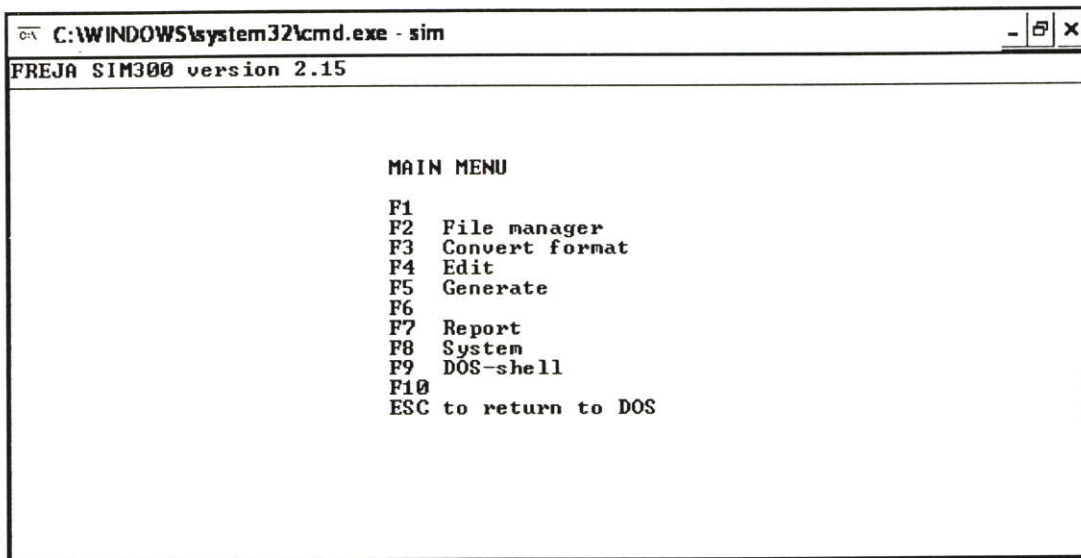 C:\WINDOWS\system32\cmd.exe - sim
FREJA SIM300 version 2.15
MAIN MENU
F1
F2 File manager
F3 Convert format
F4 Edit
F5 Generate
F6
F7 Report
F8 System
F9 DOS-shell
F10
ESC to return to DOS